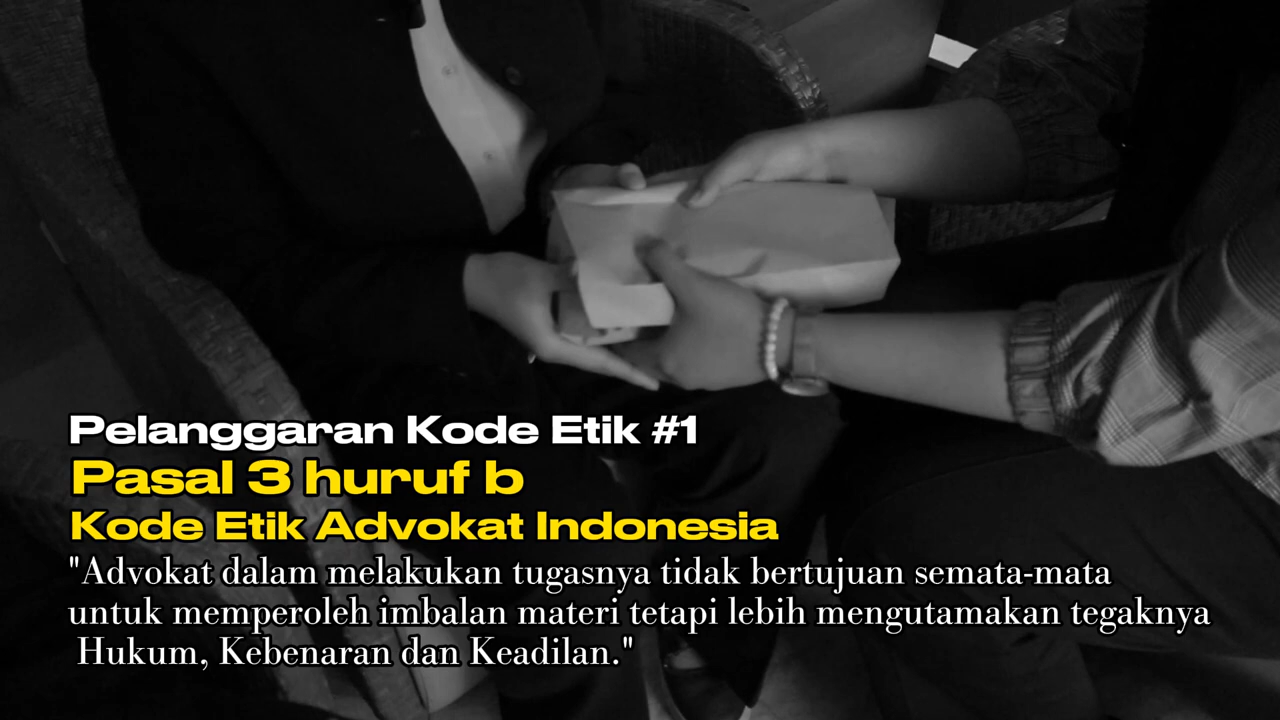 Pelanggaran Kode Etik #1
Pasal 3 huruf b
Kode Etik Advokat Indonesia
"Advokat dalam melakukan tugasnya tidak bertujuan semata-mata
untuk memperoleh imbalan materi tetapi lebih mengutamakan tegaknya
Hukum, Kebenaran dan Keadilan."